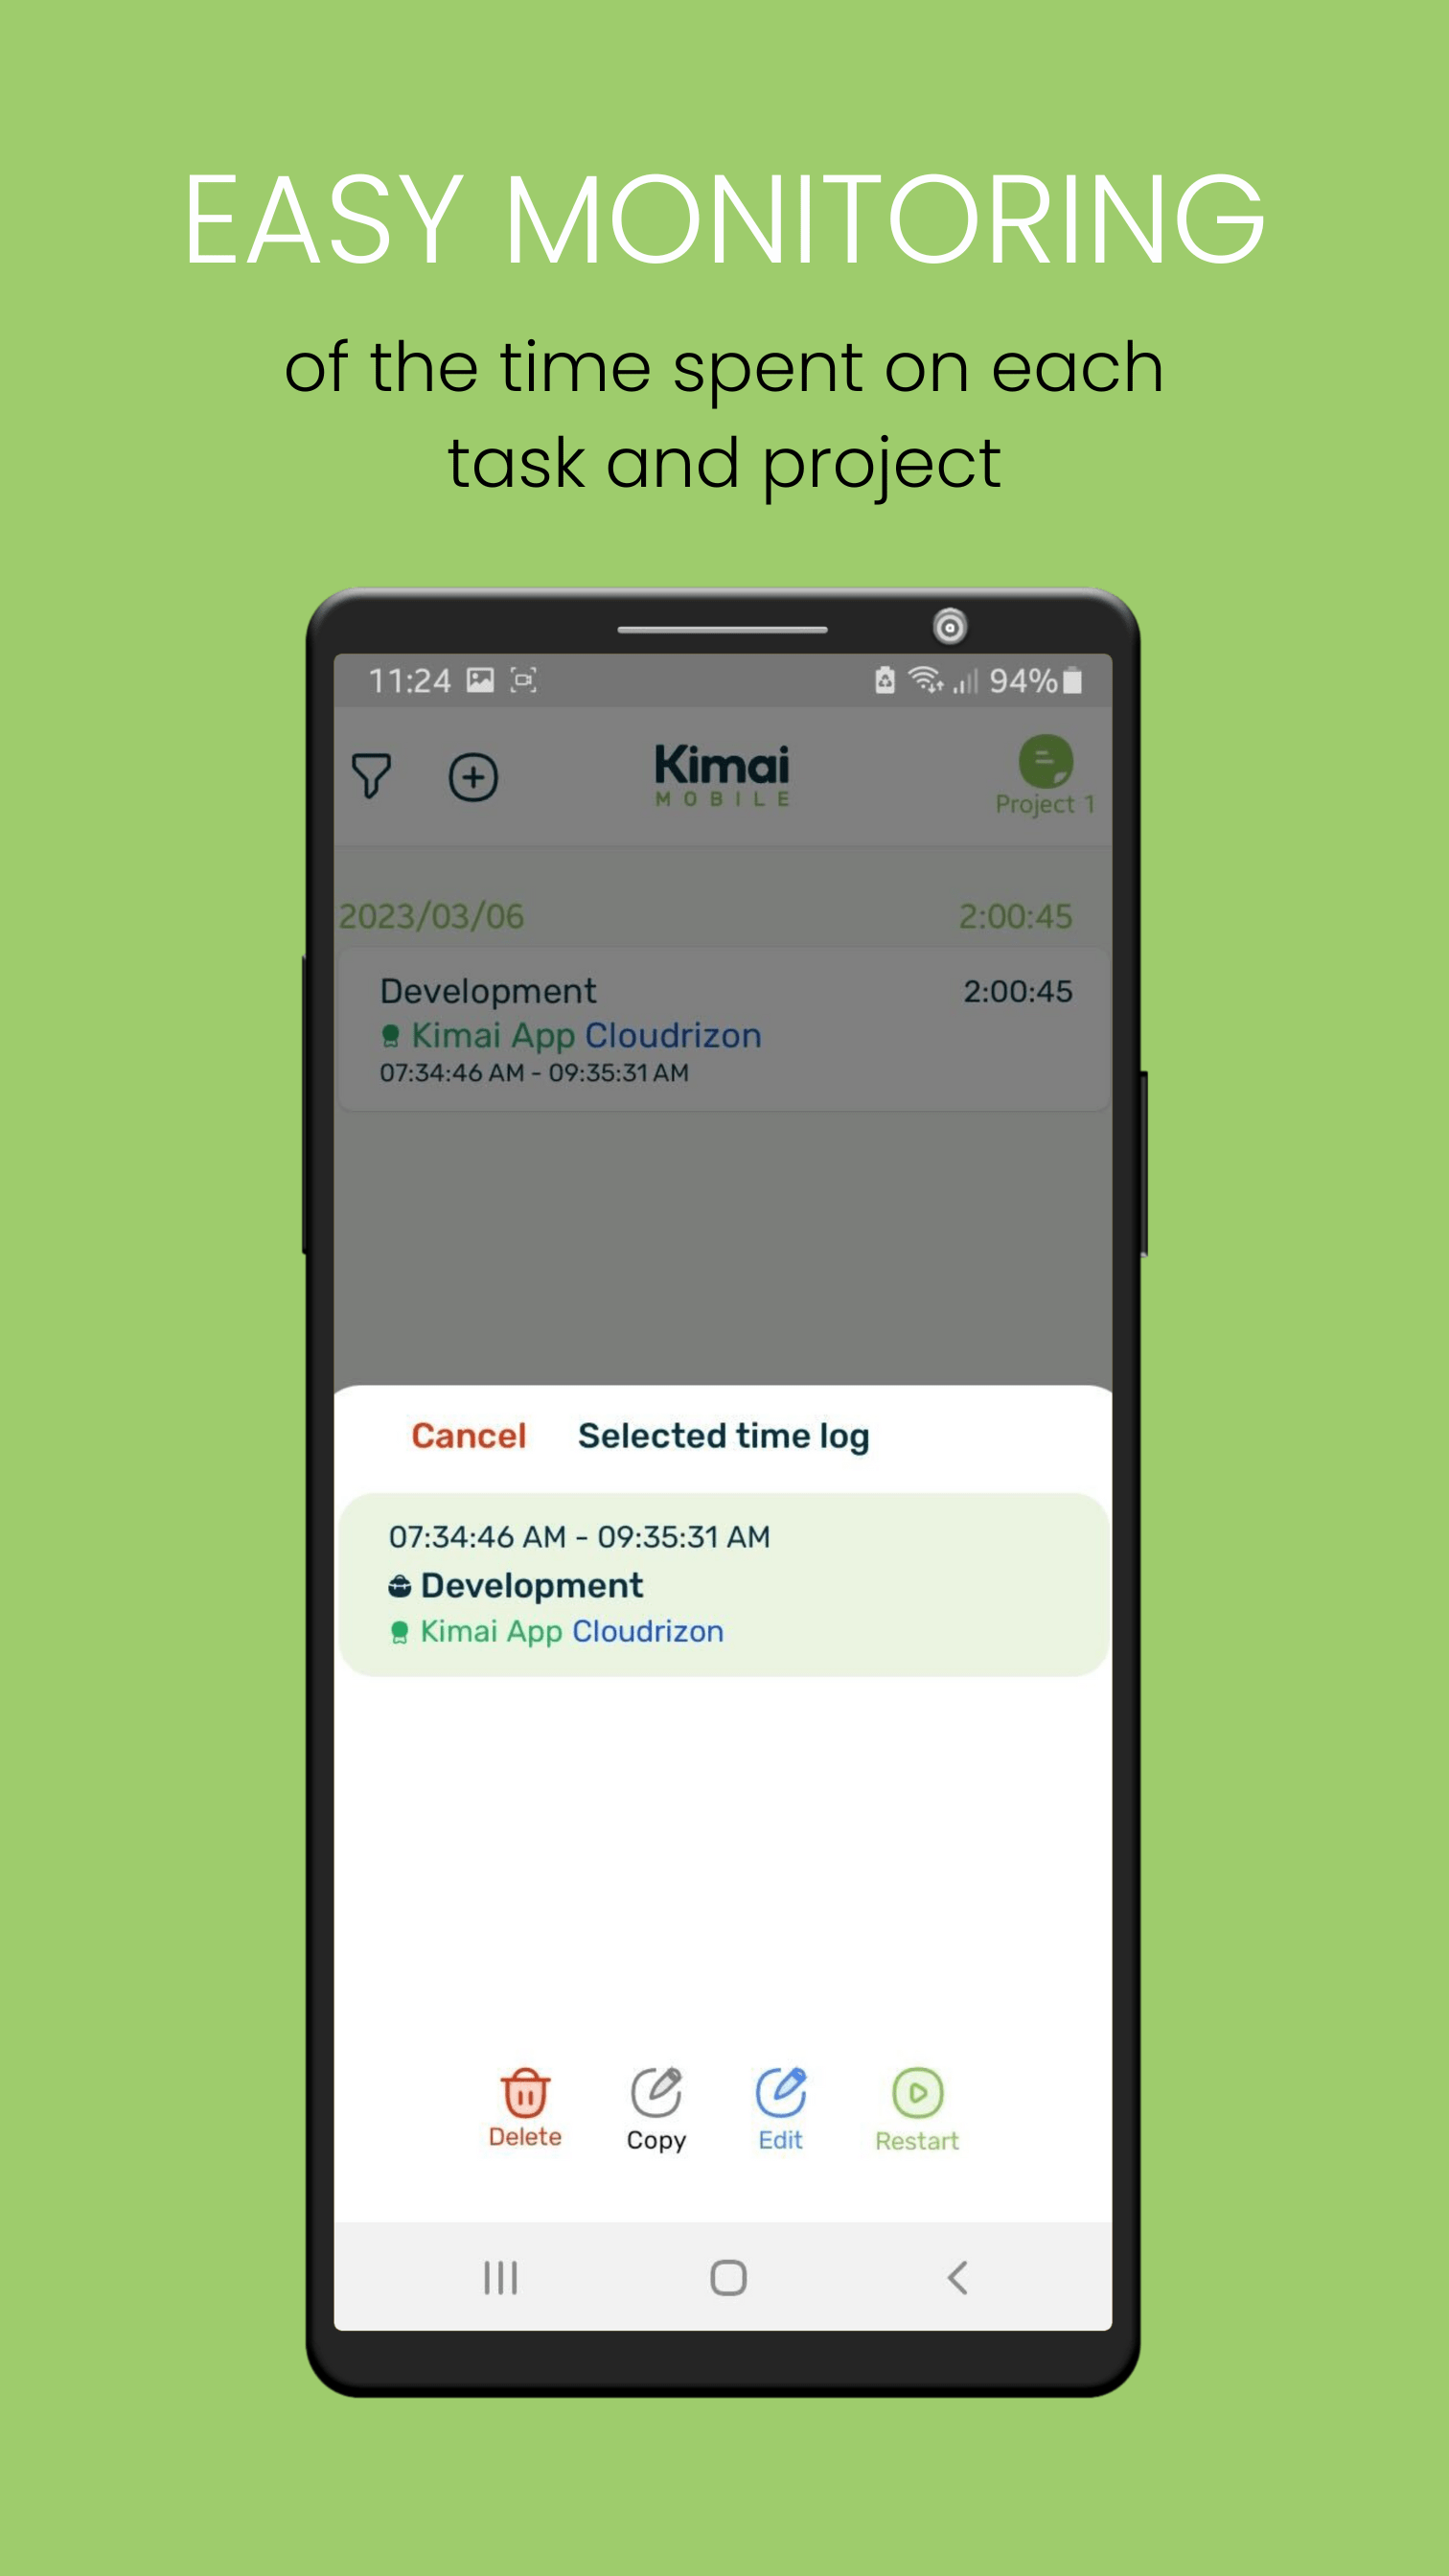 EASY MONITORING
of the time spent on each
task and project
11:24 94%
Kimai
MOBILE
Project 1
2023/03/06 2:00:45
Development 2:00:45
Kimai App Cloudrizon
07:34:46 AM - 09:35:31 AM
Cancel Selected time log
07:34:46 AM - 09:35:31 AM
Development
Kimai App Cloudrizon
Delete Copy Edit Restart